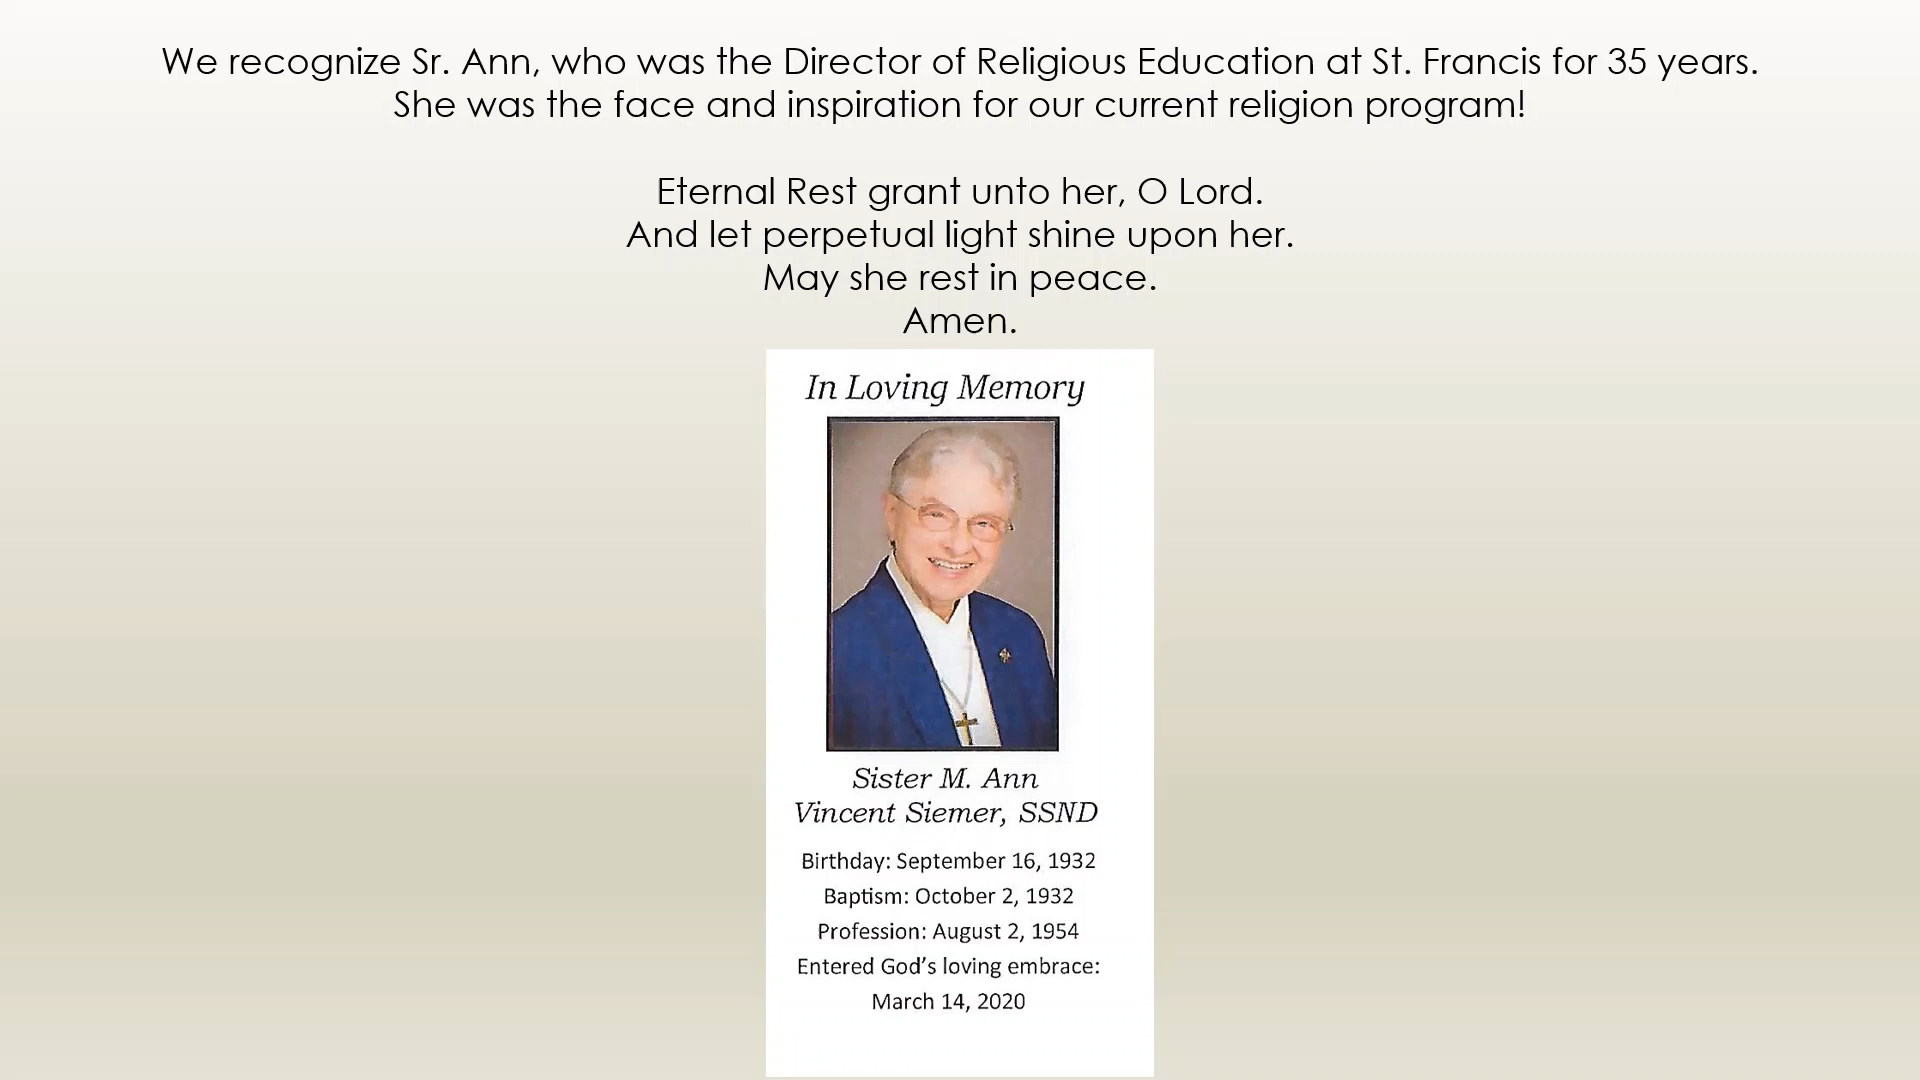 We recognize Sr. Ann, who was the Director of Religious Education at St. Francis for 35 years.
She was the face and inspiration for our current religion program!
Eternal Rest grant unto her, O Lord.
And let perpetual light shine upon her.
May she rest in peace.
Amen.
In Loving Memory
Sister M. Ann
Vincent Siemer, SSND
Birthday: September 16, 1932
Baptism: October 2, 1932
Profession: August 2, 1954
Entered God's loving embrace:
March 14, 2020